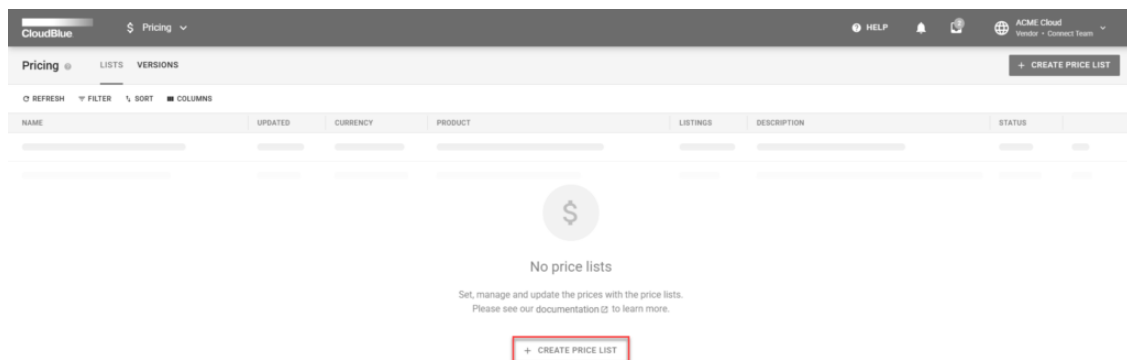 CloudBlue $ Pricing HELP 2 ACME Cloud
Vendor • Connect Team
Pricing LISTS VERSIONS + CREATE PRICE LIST
REFRESH FILTER SORT COLUMNS
NAME UPDATED CURRENCY PRODUCT LISTINGS DESCRIPTION STATUS
$
No price lists
Set, manage and update the prices with the price lists.
Please see our documentation to learn more.
+ CREATE PRICE LIST